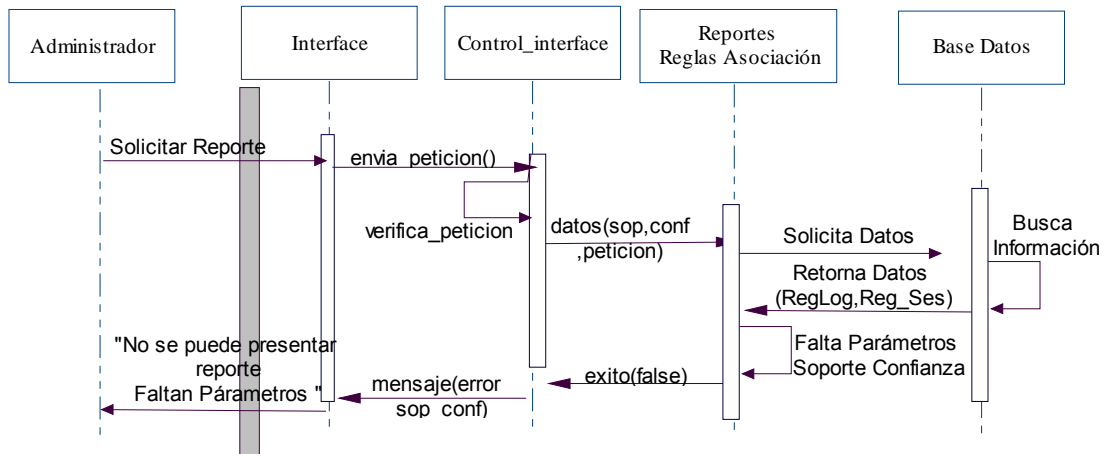 Administrador
Interface
Control_interface
Reportes
Reglas Asociación
Base Datos
Solicitar Reporte
envia_peticion()
verifica_peticion
datos(sop,conf
,peticion)
Solicita Datos
Busca
Información
Retorna Datos
(RegLog,Reg_Ses)
Falta Parámetros
Soporte Confianza
exito(false)
mensaje(error
sop_conf)
"No se puede presentar
reporte
Faltan Párametros "